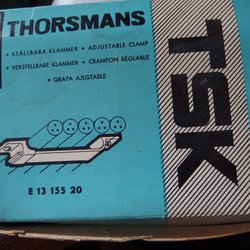 THORSMANS
• STÄLLBARA KLAMMER • ADJUSTABLE CLAMP
• VERSTELLBARE KLAMMER • CRAMPON RÉGLABLE
• GRAPA AJUSTABLE
E 13 155 20
TSK